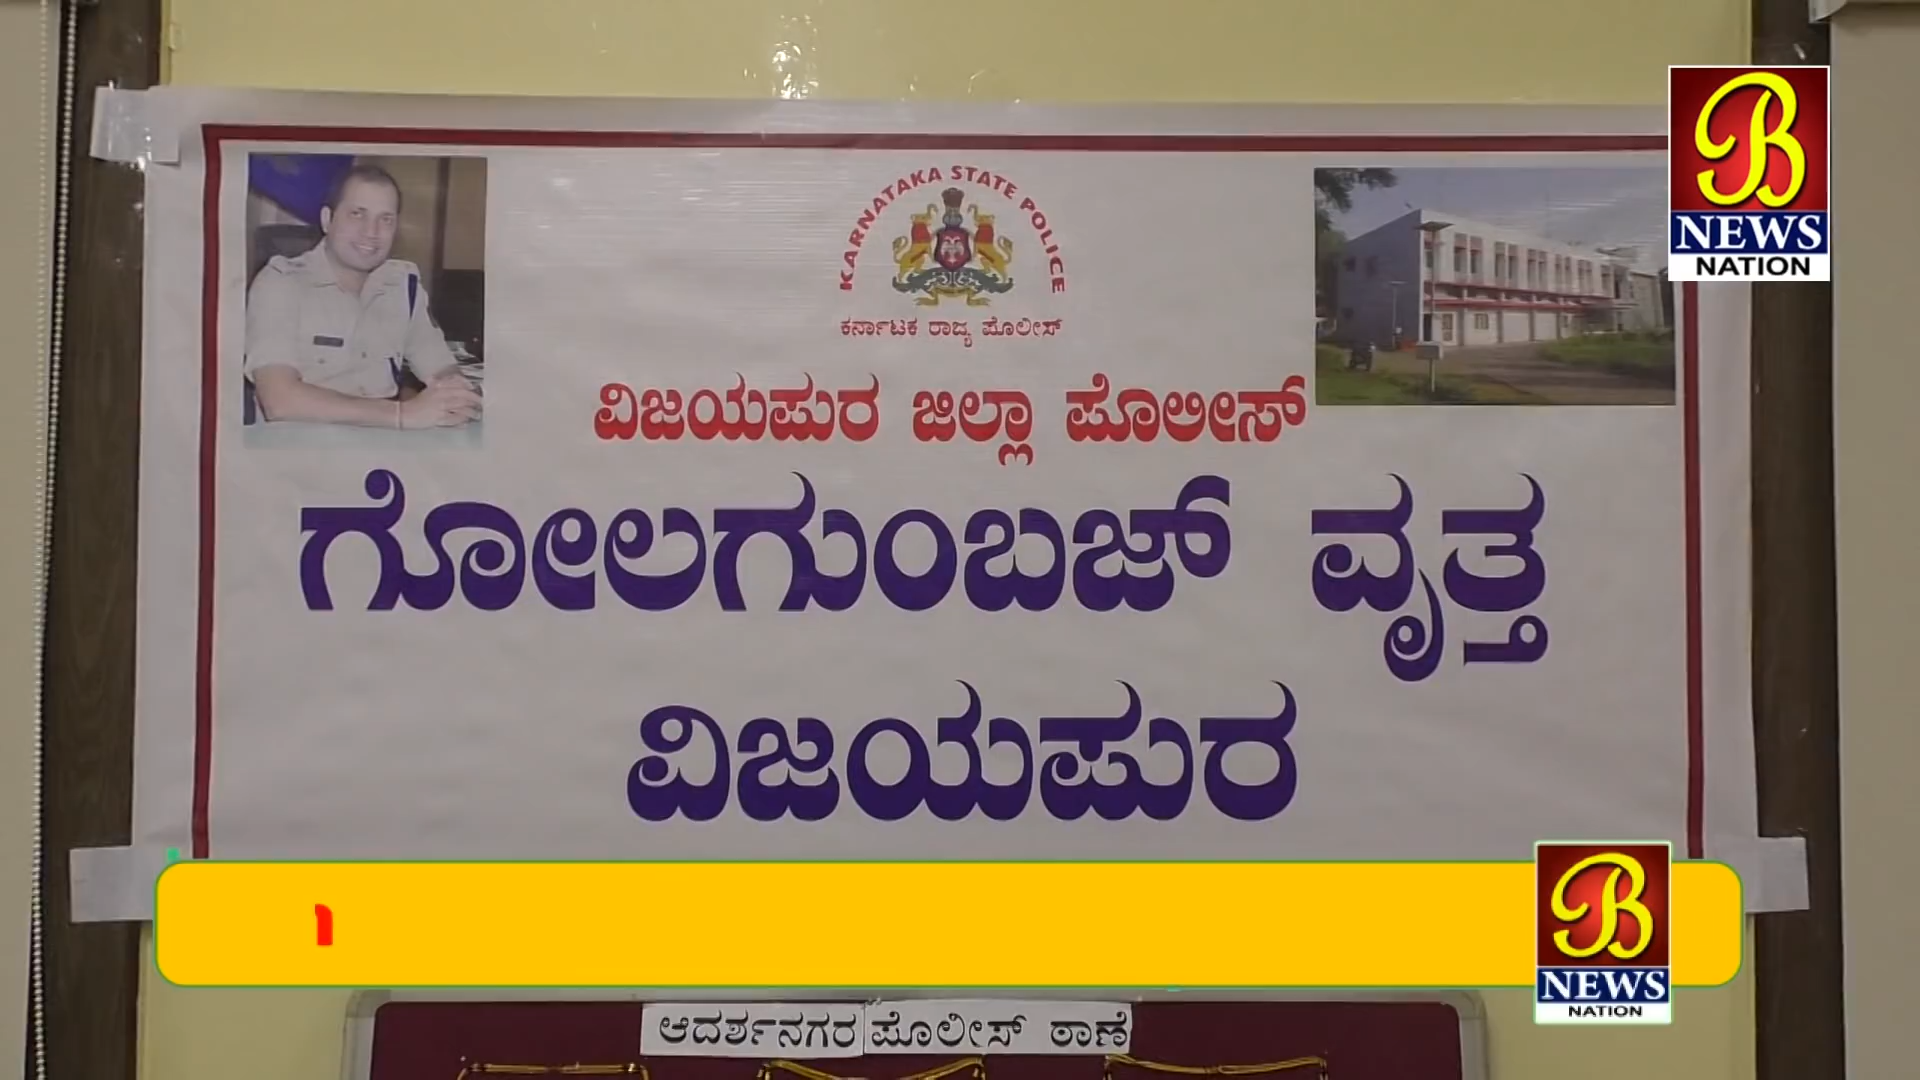 KARNATAKA STATE POLICE
ಕರ್ನಾಟಕ ರಾಜ್ಯ ಪೊಲೀಸ್
ವಿಜಯಪುರ ಜಿಲ್ಲಾ ಪೊಲೀಸ್
ಗೋಲಗುಂಬಜ್ ವೃತ್ತ
ವಿಜಯಪುರ
ಆದರ್ಶನಗರ ಪೊಲೀಸ್ ಠಾಣೆ
B
NEWS
NATION
B
NEWS
NATION